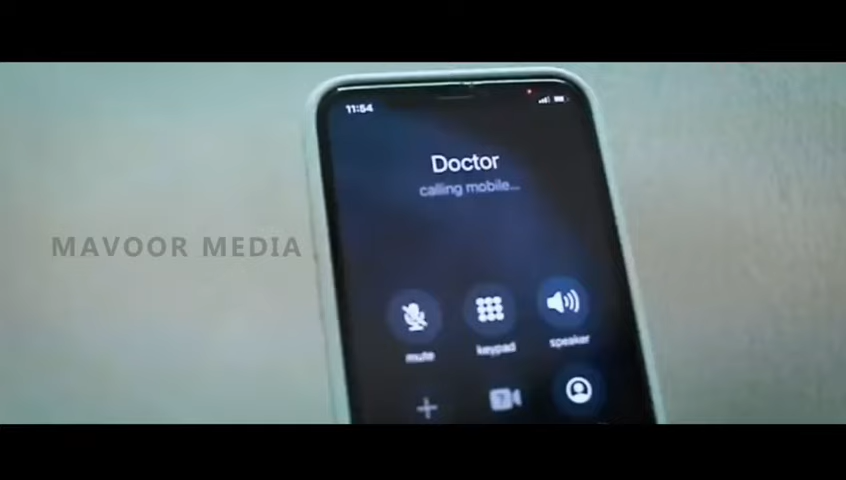 11:54
Doctor
calling mobile...
MAVOOR MEDIA
mute
keypad
speaker